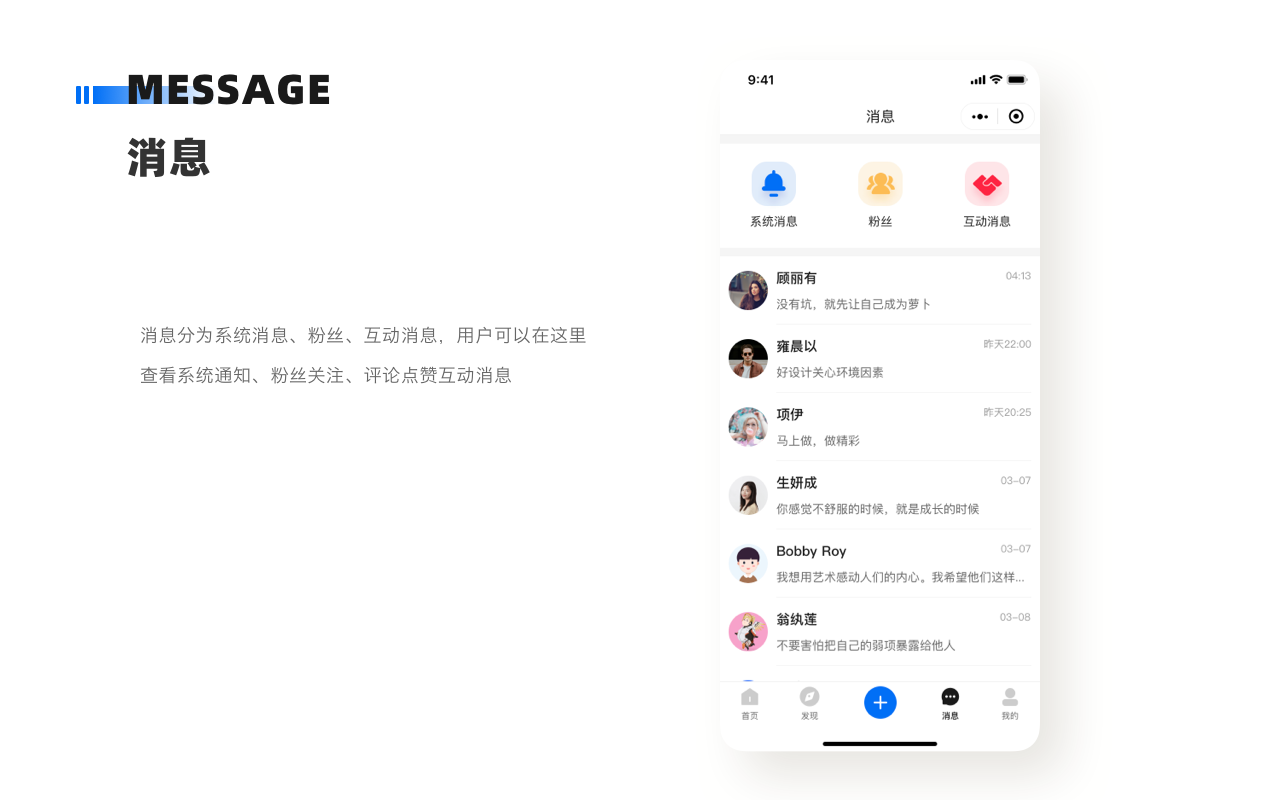 MESSAGE
消息
消息分为系统消息、粉丝、互动消息，用户可以在这里
查看系统通知、粉丝关注、评论点赞互动消息
9:41
消息
系统消息
粉丝
互动消息
顾丽有
04:13
没有坑，就先让自己成为萝卜
雍晨以
昨天22:00
好设计关心环境因素
项伊
昨天20:25
马上做，做精彩
生妍成
03-07
你感觉不舒服的时候，就是成长的时候
Bobby Roy
03-07
我想用艺术感动人们的内心。我希望他们这样...
翁纨莲
03-08
不要害怕把自己的弱项暴露给他人
首页
发现
消息
我的